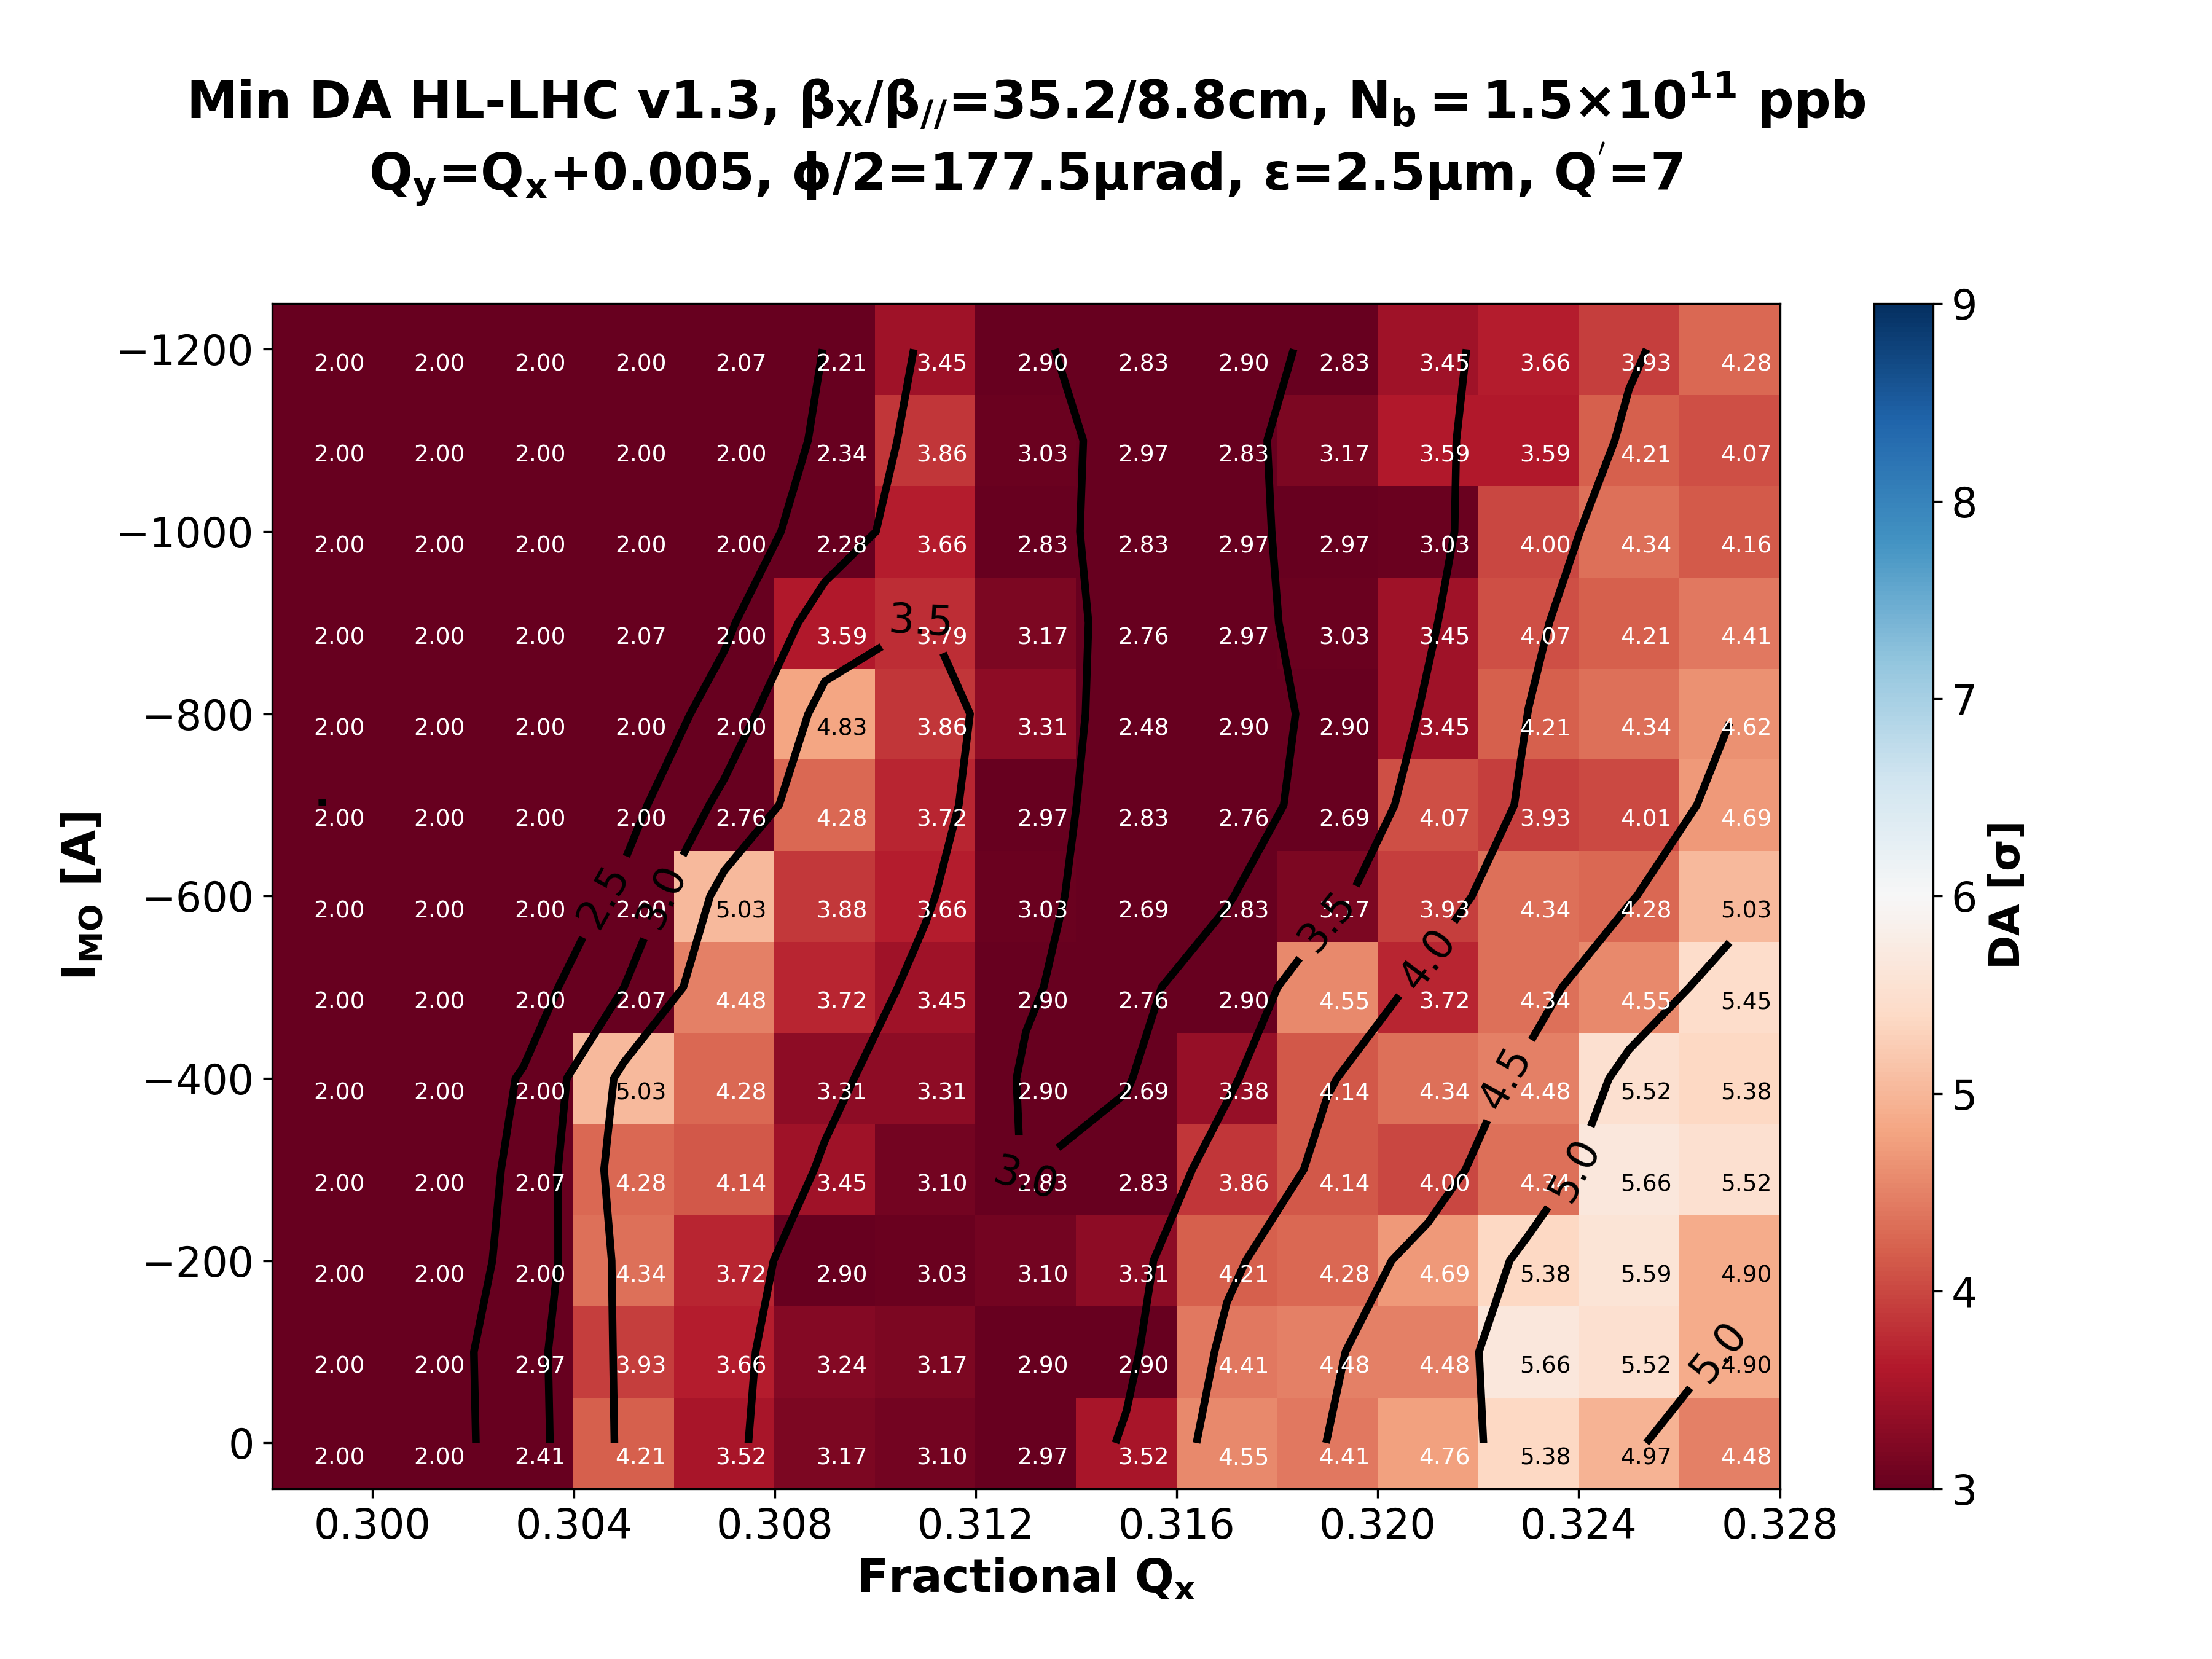 Min DA HL-LHC v1.3, βX/β//=35.2/8.8cm, Nb = 1.5×10^11 ppb
Qy=Qx+0.005, ϕ/2=177.5μrad, ε=2.5μm, Q′=7
−1200 2.00 2.00 2.00 2.00 2.07 2.21 3.45 2.90 2.83 2.90 2.83 3.45 3.66 3.93 4.28
2.00 2.00 2.00 2.00 2.00 2.34 3.86 3.03 2.97 2.83 3.17 3.59 3.59 4.21 4.07
−1000 2.00 2.00 2.00 2.00 2.00 2.28 3.66 2.83 2.83 2.97 2.97 3.03 4.00 4.34 4.16
3.5
2.00 2.00 2.00 2.07 2.00 3.59 3.79 3.17 2.76 2.97 3.03 3.45 4.07 4.21 4.41
−800 2.00 2.00 2.00 2.00 2.00 4.83 3.86 3.31 2.48 2.90 2.90 3.45 4.21 4.34 4.62
2.00 2.00 2.00 2.00 2.76 4.28 3.72 2.97 2.83 2.76 2.69 4.07 3.93 4.01 4.69
2.5 3.0
−600 2.00 2.00 2.00 2.00 5.03 3.88 3.66 3.03 2.69 2.83 3.17 3.93 4.34 4.28 5.03
3.5 4.0
2.00 2.00 2.00 2.07 4.48 3.72 3.45 2.90 2.76 2.90 4.55 3.72 4.34 4.55 5.45
−400 2.00 2.00 2.00 5.03 4.28 3.31 3.31 2.90 2.69 3.38 4.14 4.34 4.48 5.52 5.38
4.5
3.0 5.0
2.00 2.00 2.07 4.28 4.14 3.45 3.10 2.83 2.83 3.86 4.14 4.00 4.34 5.66 5.52
−200 2.00 2.00 2.00 4.34 3.72 2.90 3.03 3.10 3.31 4.21 4.28 4.69 5.38 5.59 4.90
5.0
2.00 2.00 2.97 3.93 3.66 3.24 3.17 2.90 2.90 4.41 4.48 4.48 5.66 5.52 4.90
0 2.00 2.00 2.41 4.21 3.52 3.17 3.10 2.97 3.52 4.55 4.41 4.76 5.38 4.97 4.48
0.300 0.304 0.308 0.312 0.316 0.320 0.324 0.328
Fractional Qx
IMO [A]
9
8
7
6
5
4
3
DA [σ]